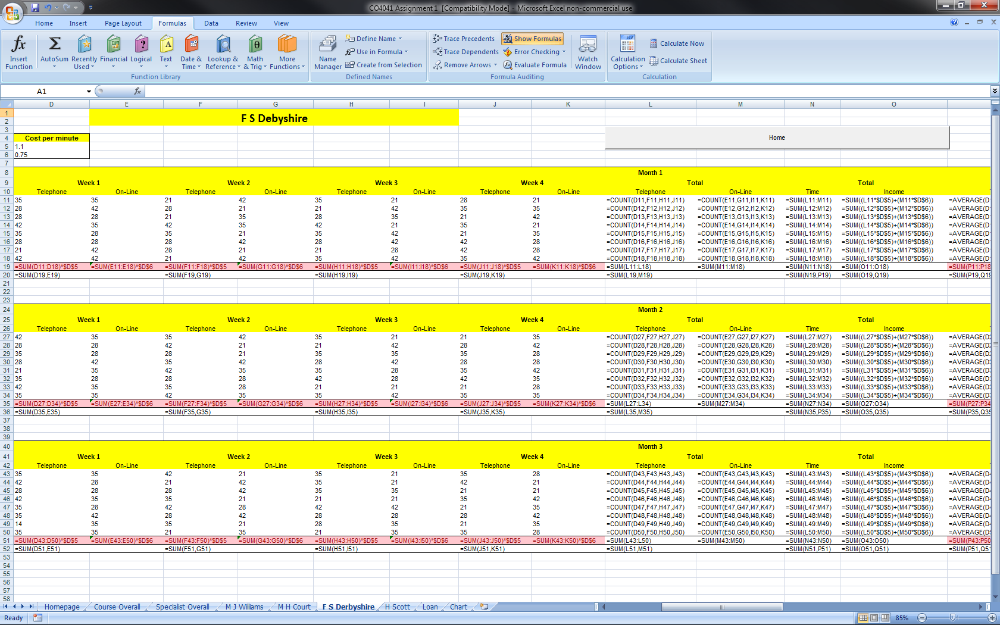 CO4041 Assignment 1 [Compatibility Mode] - Microsoft Excel non-commercial use
Home Insert Page Layout Formulas Data Review View
Insert Function AutoSum Recently Used Financial Logical Text Date & Time Lookup & Reference Math & Trig More Functions
Function Library
Name Manager Define Name Use in Formula Create from Selection
Defined Names
Trace Precedents Trace Dependents Remove Arrows Show Formulas Error Checking Evaluate Formula Watch Window
Formula Auditing
Calculation Options Calculate Now Calculate Sheet
Calculation
A1 fx
D E F G H I J K L M N O
1 F S Debyshire
2
3
4 Cost per minute Home
5 1.1
6 0.75
7
8 Month 1
9 Week 1 Week 2 Week 3 Week 4 Total Total
10 Telephone On-Line Telephone On-Line Telephone On-Line Telephone On-Line Telephone On-Line Time Income
11 35 35 21 42 35 21 28 21 =COUNT(D11,F11,H11,J11) =COUNT(E11,G11,I11,K11) =SUM(L11:M11) =SUM((L11*$D$5)+(M11*$D$6)) =AVERAGE(D1
12 28 42 28 21 21 42 35 35 =COUNT(D12,F12,H12,J12) =COUNT(E12,G12,I12,K12) =SUM(L12:M12) =SUM((L12*$D$5)+(M12*$D$6)) =AVERAGE(D1
13 28 28 21 35 28 35 21 42 =COUNT(D13,F13,H13,J13) =COUNT(E13,G13,I13,K13) =SUM(L13:M13) =SUM((L13*$D$5)+(M13*$D$6)) =AVERAGE(D1
14 42 35 42 35 42 21 35 21 =COUNT(D14,F14,H14,J14) =COUNT(E14,G14,I14,K14) =SUM(L14:M14) =SUM((L14*$D$5)+(M14*$D$6)) =AVERAGE(D1
15 35 28 35 21 35 42 21 35 =COUNT(D15,F15,H15,J15) =COUNT(E15,G15,I15,K15) =SUM(L15:M15) =SUM((L15*$D$5)+(M15*$D$6)) =AVERAGE(D1
16 28 28 28 42 28 42 42 28 =COUNT(D16,F16,H16,J16) =COUNT(E16,G16,I16,K16) =SUM(L16:M16) =SUM((L16*$D$5)+(M16*$D$6)) =AVERAGE(D1
17 21 42 28 21 42 21 35 28 =COUNT(D17,F17,H17,J17) =COUNT(E17,G17,I17,K17) =SUM(L17:M17) =SUM((L17*$D$5)+(M17*$D$6)) =AVERAGE(D1
18 42 42 21 42 35 42 35 42 =COUNT(D18,F18,H18,J18) =COUNT(E18,G18,I18,K18) =SUM(L18:M18) =SUM((L18*$D$5)+(M18*$D$6)) =AVERAGE(D1
19 =SUM(D11:D18)*$D$5 =SUM(E11:E18)*$D$6 =SUM(F11:F18)*$D$5 =SUM(G11:G18)*$D$6 =SUM(H11:H18)*$D$5 =SUM(I11:I18)*$D$6 =SUM(J11:J18)*$D$5 =SUM(K11:K18)*$D$6 =SUM(L11:L18) =SUM(M11:M18) =SUM(N11:N18) =SUM(O11:O18) =SUM(P11:P18
20 =SUM(D19,E19) =SUM(F19,G19) =SUM(H19,I19) =SUM(J19,K19) =SUM(L19,M19) =SUM(N19,P19) =SUM(O19,Q19) =SUM(P19,Q19
21
22
23
24 Month 2
25 Week 1 Week 2 Week 3 Week 4 Total Total
26 Telephone On-Line Telephone On-Line Telephone On-Line Telephone On-Line Telephone On-Line Time Income
27 42 35 35 42 35 21 21 35 =COUNT(D27,F27,H27,J27) =COUNT(E27,G27,I27,K27) =SUM(L27:M27) =SUM((L27*$D$5)+(M27*$D$6)) =AVERAGE(D2
28 28 28 42 21 21 42 28 42 =COUNT(D28,F28,H28,J28) =COUNT(E28,G28,I28,K28) =SUM(L28:M28) =SUM((L28*$D$5)+(M28*$D$6)) =AVERAGE(D2
29 35 28 28 21 35 35 35 28 =COUNT(D29,F29,H29,J29) =COUNT(E29,G29,I29,K29) =SUM(L29:M29) =SUM((L29*$D$5)+(M29*$D$6)) =AVERAGE(D2
30 28 42 42 35 28 42 28 42 =COUNT(D30,F30,H30,J30) =COUNT(E30,G30,I30,K30) =SUM(L30:M30) =SUM((L30*$D$5)+(M30*$D$6)) =AVERAGE(D3
31 21 35 42 35 35 28 35 42 =COUNT(D31,F31,H31,J31) =COUNT(E31,G31,I31,K31) =SUM(L31:M31) =SUM((L31*$D$5)+(M31*$D$6)) =AVERAGE(D3
32 35 28 28 28 42 28 42 35 =COUNT(D32,F32,H32,J32) =COUNT(E32,G32,I32,K32) =SUM(L32:M32) =SUM((L32*$D$5)+(M32*$D$6)) =AVERAGE(D3
33 42 35 28 35 21 21 21 28 =COUNT(D33,F33,H33,J33) =COUNT(E33,G33,I33,K33) =SUM(L33:M33) =SUM((L33*$D$5)+(M33*$D$6)) =AVERAGE(D3
34 35 35 42 35 35 42 35 35 =COUNT(D34,F34,H34,J34) =COUNT(E34,G34,I34,K34) =SUM(L34:M34) =SUM((L34*$D$5)+(M34*$D$6)) =AVERAGE(D3
35 =SUM(D27:D34)*$D$5 =SUM(E27:E34)*$D$6 =SUM(F27:F34)*$D$5 =SUM(G27:G34)*$D$6 =SUM(H27:H34)*$D$5 =SUM(I27:I34)*$D$6 =SUM(J27:J34)*$D$5 =SUM(K27:K34)*$D$6 =SUM(L27:L34) =SUM(M27:M34) =SUM(N27:N34) =SUM(O27:O34) =SUM(P27:P34
36 =SUM(D35,E35) =SUM(F35,G35) =SUM(H35,I35) =SUM(J35,K35) =SUM(L35,M35) =SUM(N35,P35) =SUM(O35,Q35) =SUM(P35,Q35
37
38
39
40 Month 3
41 Week 1 Week 2 Week 3 Week 4 Total Total
42 Telephone On-Line Telephone On-Line Telephone On-Line Telephone On-Line Telephone On-Line Time Income
43 35 35 42 21 35 21 35 28 =COUNT(D43,F43,H43,J43) =COUNT(E43,G43,I43,K43) =SUM(L43:M43) =SUM((L43*$D$5)+(M43*$D$6)) =AVERAGE(D4
44 42 28 21 42 35 35 42 21 =COUNT(D44,F44,H44,J44) =COUNT(E44,G44,I44,K44) =SUM(L44:M44) =SUM((L44*$D$5)+(M44*$D$6)) =AVERAGE(D4
45 28 28 28 42 35 35 21 21 =COUNT(D45,F45,H45,J45) =COUNT(E45,G45,I45,K45) =SUM(L45:M45) =SUM((L45*$D$5)+(M45*$D$6)) =AVERAGE(D4
46 42 35 35 21 21 21 35 42 =COUNT(D46,F46,H46,J46) =COUNT(E46,G46,I46,K46) =SUM(L46:M46) =SUM((L46*$D$5)+(M46*$D$6)) =AVERAGE(D4
47 35 28 21 28 42 42 21 35 =COUNT(D47,F47,H47,J47) =COUNT(E47,G47,I47,K47) =SUM(L47:M47) =SUM((L47*$D$5)+(M47*$D$6)) =AVERAGE(D4
48 35 42 28 42 28 28 28 42 =COUNT(D48,F48,H48,J48) =COUNT(E48,G48,I48,K48) =SUM(L48:M48) =SUM((L48*$D$5)+(M48*$D$6)) =AVERAGE(D4
49 14 35 35 21 28 35 21 35 =COUNT(D49,F49,H49,J49) =COUNT(E49,G49,I49,K49) =SUM(L49:M49) =SUM((L49*$D$5)+(M49*$D$6)) =AVERAGE(D4
50 35 35 21 35 21 35 35 28 =COUNT(D50,F50,H50,J50) =COUNT(E50,G50,I50,K50) =SUM(L50:M50) =SUM((L50*$D$5)+(M50*$D$6)) =AVERAGE(D5
51 =SUM(D43:D50)*$D$5 =SUM(E43:E50)*$D$6 =SUM(F43:F50)*$D$5 =SUM(G43:G50)*$D$6 =SUM(H43:H50)*$D$5 =SUM(I43:I50)*$D$6 =SUM(J43:J50)*$D$5 =SUM(K43:K50)*$D$6 =SUM(L43:L50) =SUM(M43:M50) =SUM(N43:N50) =SUM(O43:O50) =SUM(P43:P50
52 =SUM(D51,E51) =SUM(F51,G51) =SUM(H51,I51) =SUM(J51,K51) =SUM(L51,M51) =SUM(N51,P51) =SUM(O51,Q51) =SUM(P51,Q51
53
54
55
56
57
58
Homepage Course Overall Specialist Overall M J Williams M H Court F S Derbyshire H Scott Loan Chart
Ready 85%